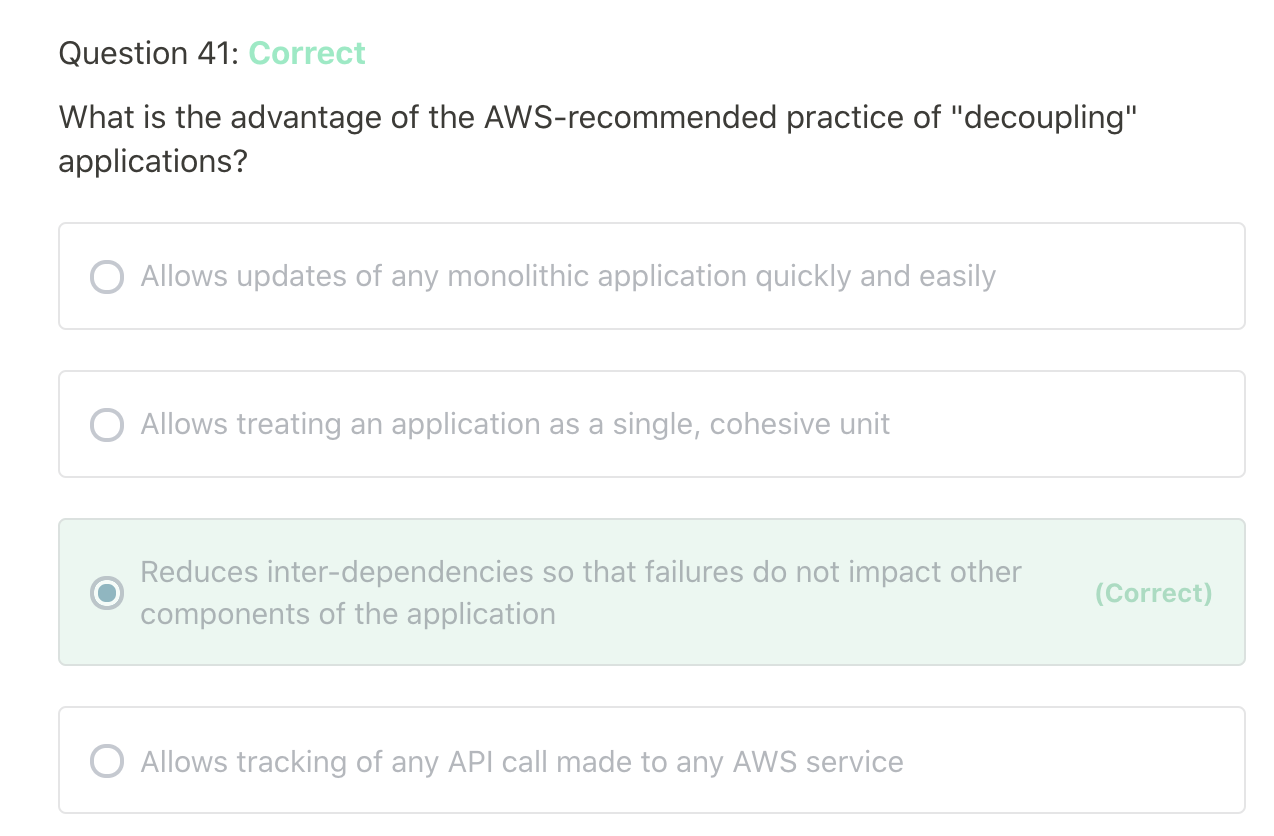 Question 41: Correct
What is the advantage of the AWS-recommended practice of "decoupling"
applications?
Allows updates of any monolithic application quickly and easily
Allows treating an application as a single, cohesive unit
Reduces inter-dependencies so that failures do not impact other
components of the application
(Correct)
Allows tracking of any API call made to any AWS service